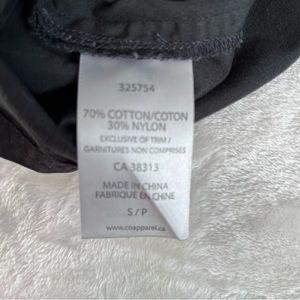 325754
70% COTTON/COTON
30% NYLON
EXCLUSIVE OF TRIM /
GARNITURES NON COMPRISES
CA 38313
MADE IN CHINA
FABRIQUÉ EN CHINE
S / P
www.coapparel.ca